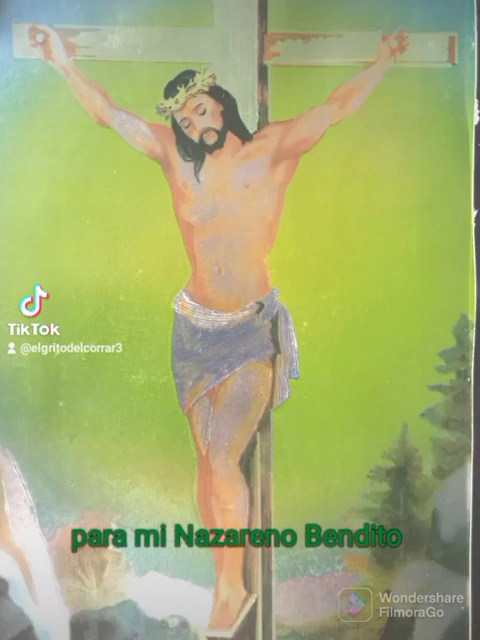 TikTok
@elgritodelcorrar3
para mi Nazareno Bendito
Wondershare
FilmoraGo